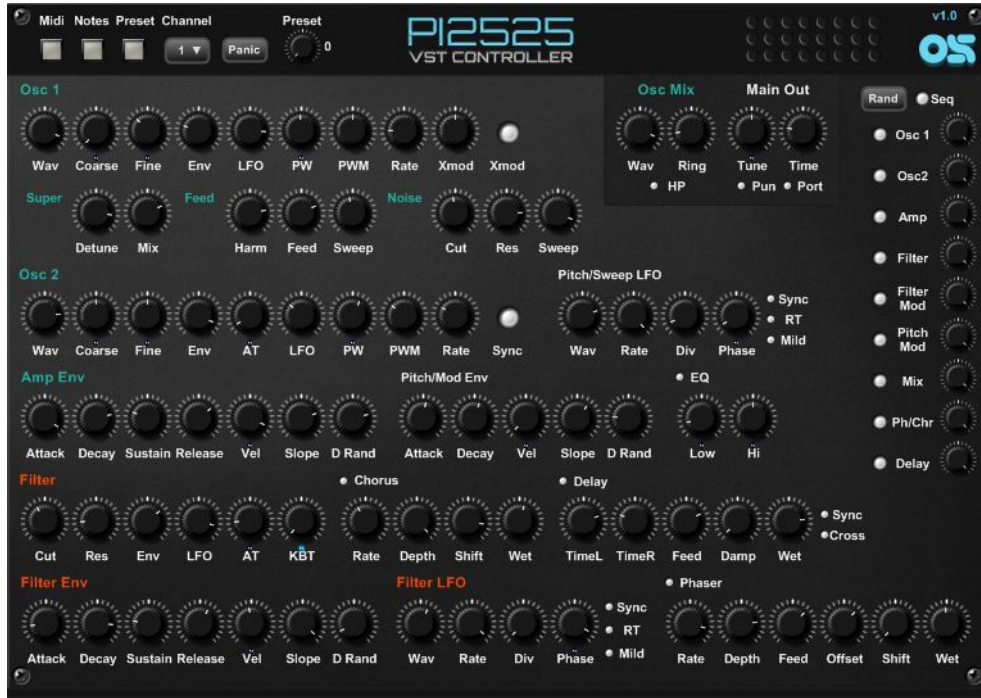 Midi Notes Preset Channel Preset v1.0
1 ▼ Panic 0
PI2525
VST CONTROLLER
OS
Osc 1
Wav Coarse Fine Env LFO PW PWM Rate Xmod Xmod
Osc Mix Main Out
Wav Ring Tune Time
HP Pun Port
Rand Seq
Osc 1
Osc2
Amp
Filter
Filter
Mod
Pitch
Mod
Mix
Ph/Chr
Delay
Super Feed Noise
Detune Mix Harm Feed Sweep Cut Res Sweep
Osc 2 Pitch/Sweep LFO
Wav Coarse Fine Env AT LFO PW PWM Rate Sync Wav Rate Div Phase
Sync
RT
Mild
Amp Env Pitch/Mod Env EQ
Attack Decay Sustain Release Vel Slope D Rand Attack Decay Vel Slope D Rand Low Hi
Filter Chorus Delay
Cut Res Env LFO AT KBT Rate Depth Shift Wet TimeL TimeR Feed Damp Wet
Sync
Cross
Filter Env Filter LFO Phaser
Attack Decay Sustain Release Vel Slope D Rand Wav Rate Div Phase
Sync
RT
Mild
Rate Depth Feed Offset Shift Wet